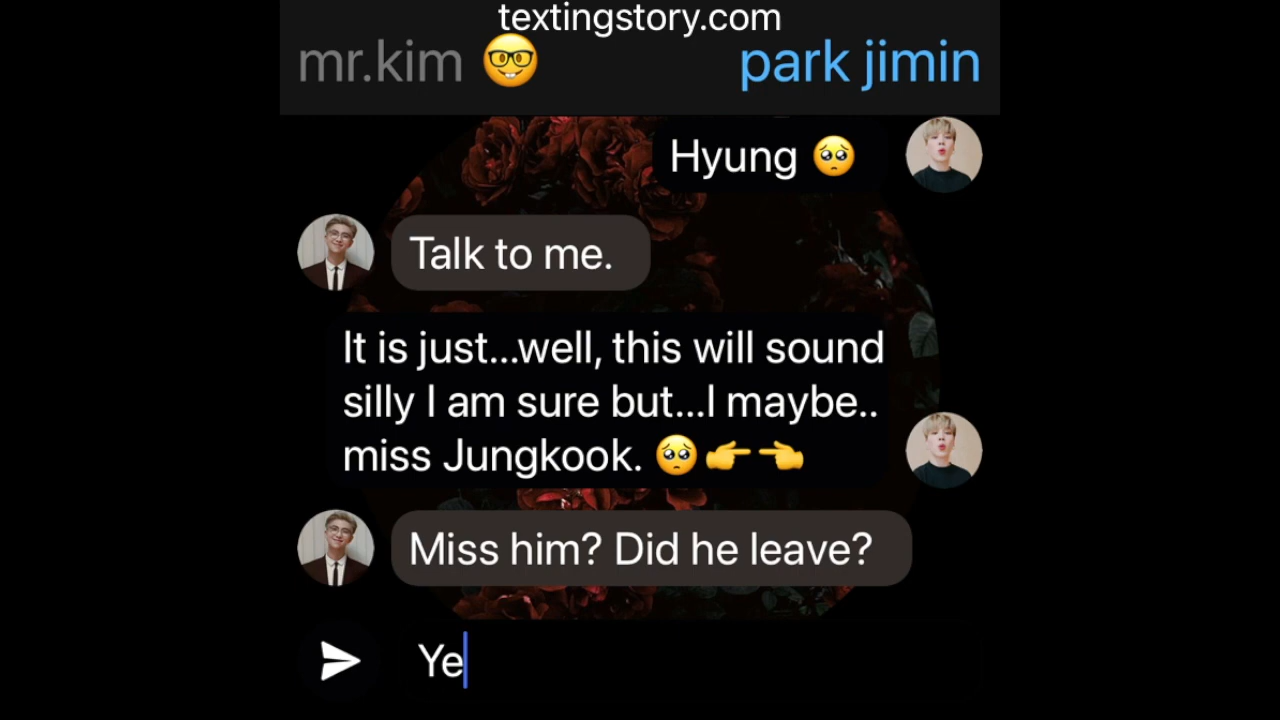 textingstory.com
mr.kim 🤓 park jimin
Hyung 🥺
Talk to me.
It is just...well, this will sound
silly I am sure but...I maybe..
miss Jungkook. 🥺👉👈
Miss him? Did he leave?
Ye